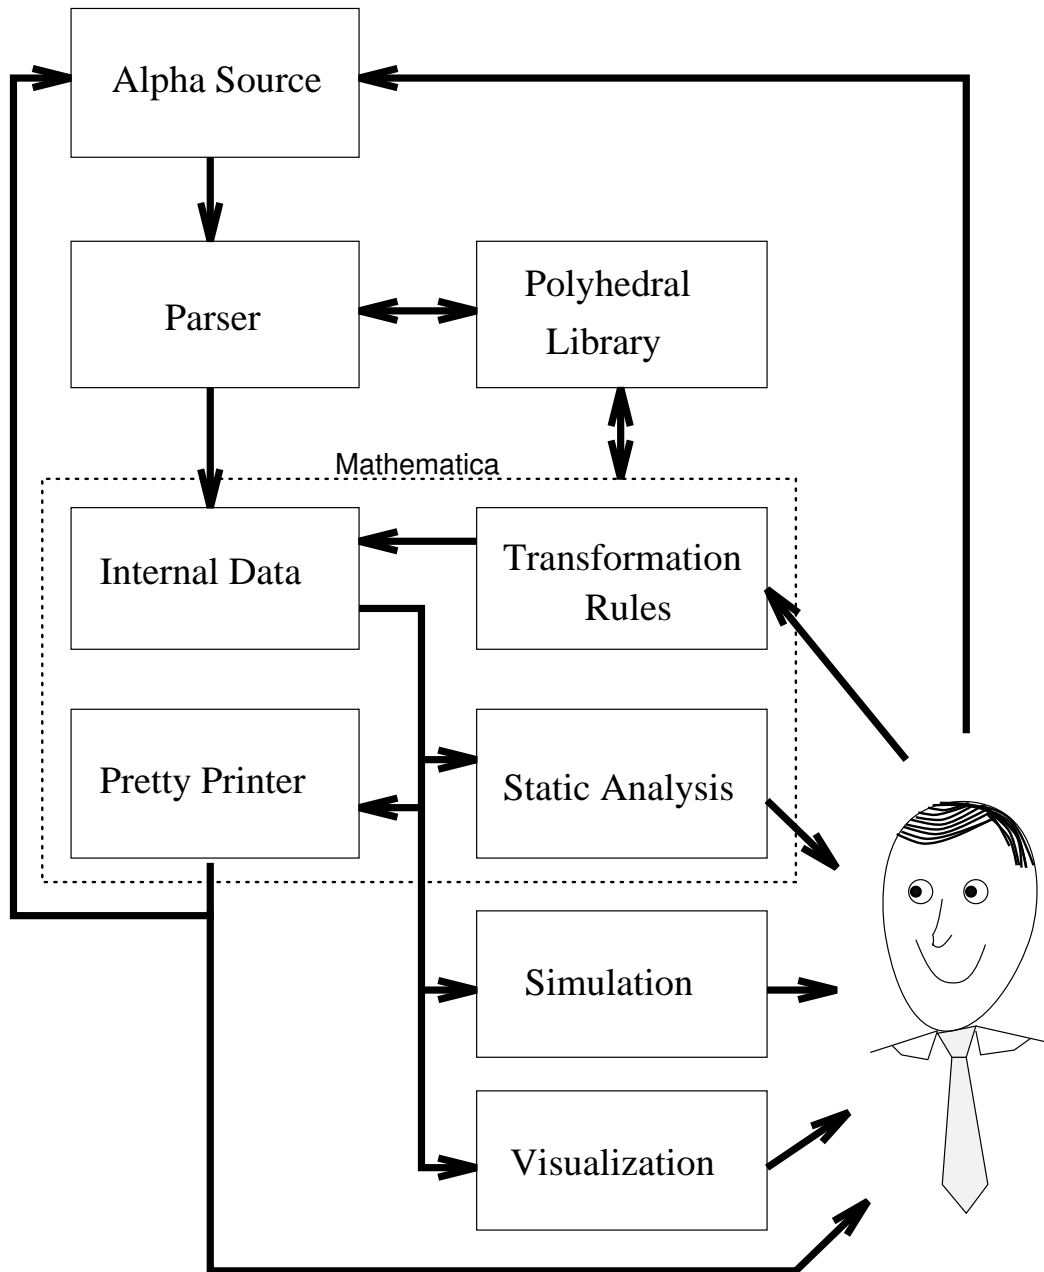 Alpha Source
Parser
Polyhedral
Library
Mathematica
Internal Data
Transformation
Rules
Pretty Printer
Static Analysis
Simulation
Visualization